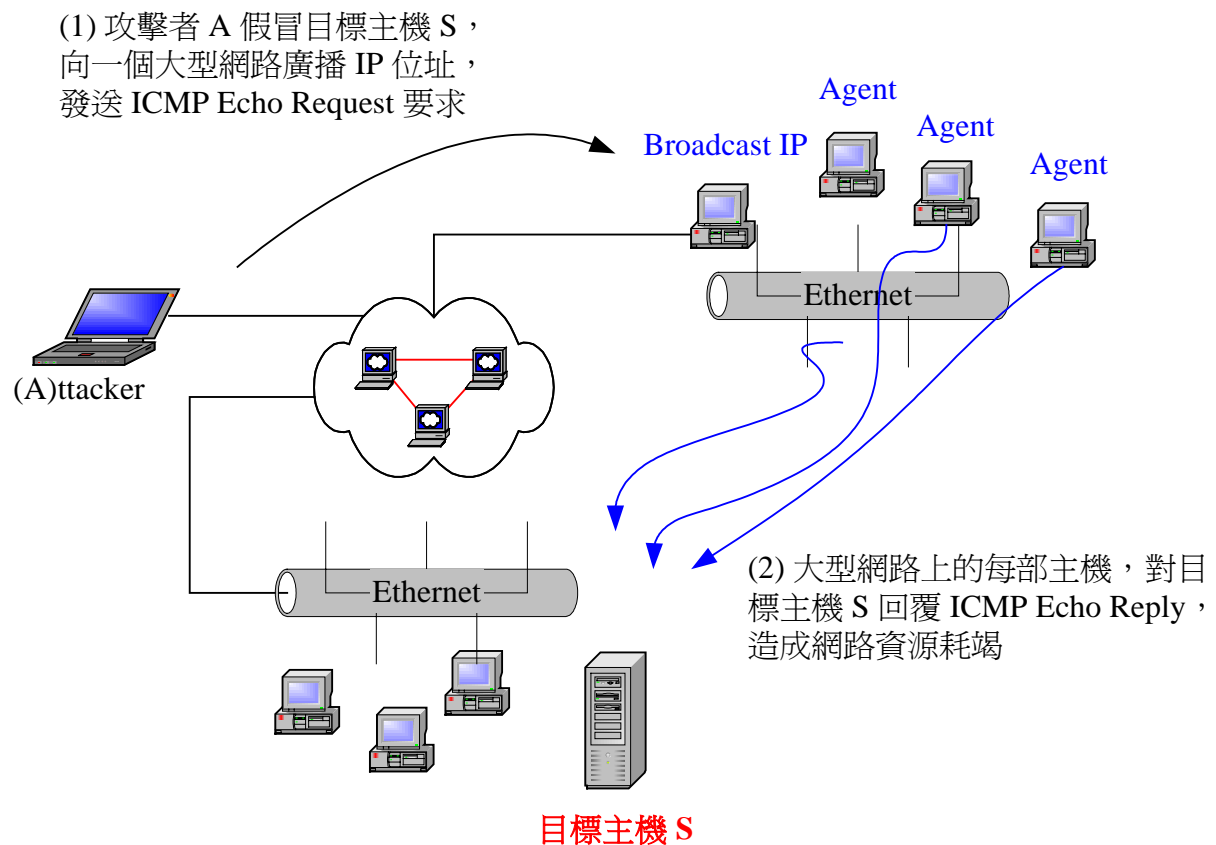 (1) 攻擊者 A 假冒目標主機 S，
向一個大型網路廣播 IP 位址，
發送 ICMP Echo Request 要求
Agent
Agent
Broadcast IP
Agent
Ethernet
(A)ttacker
(2) 大型網路上的每部主機，對目
標主機 S 回覆 ICMP Echo Reply，
造成網路資源耗竭
Ethernet
目標主機 S